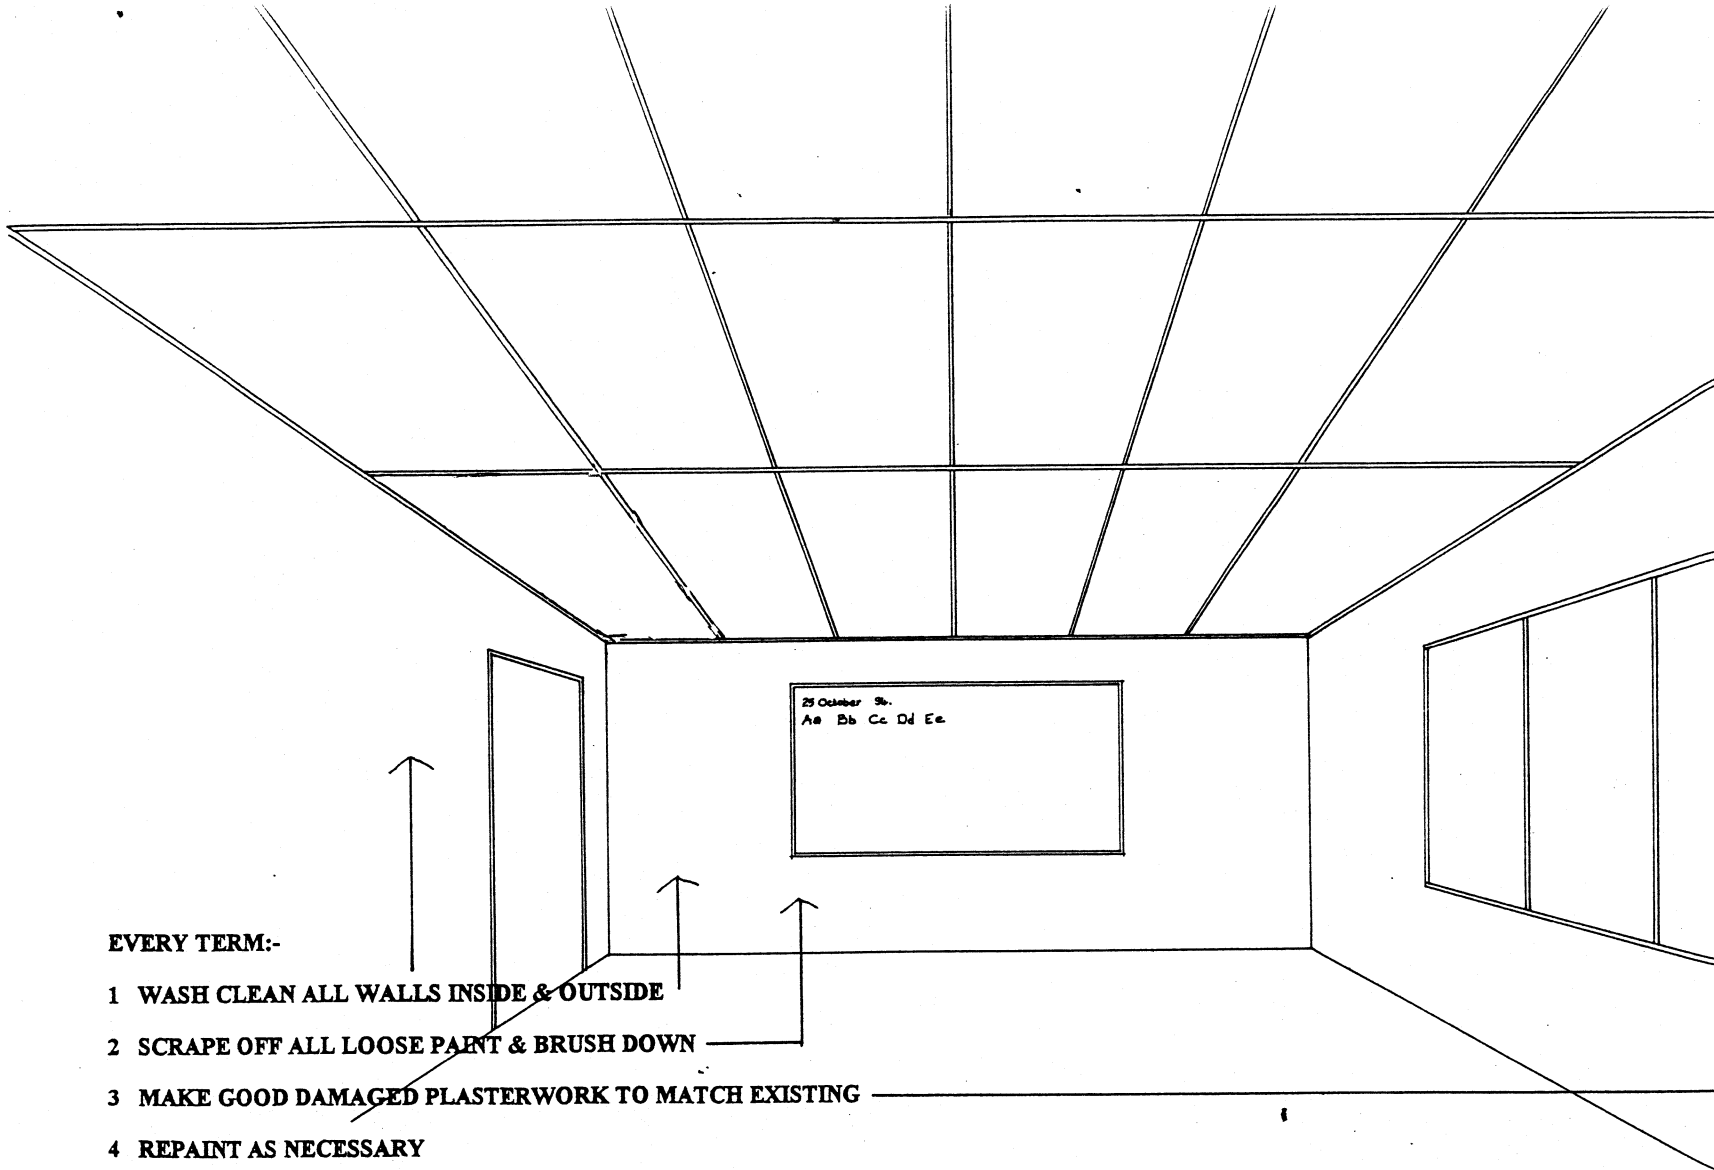 25 October 96.
Aa Bb Cc Dd Ee
EVERY TERM:-
1 WASH CLEAN ALL WALLS INSIDE & OUTSIDE
2 SCRAPE OFF ALL LOOSE PAINT & BRUSH DOWN
3 MAKE GOOD DAMAGED PLASTERWORK TO MATCH EXISTING
4 REPAINT AS NECESSARY